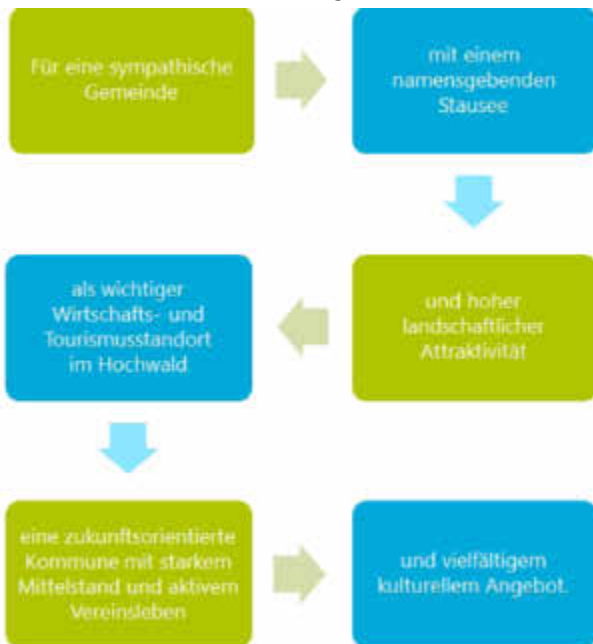 Für eine sympathische
Gemeinde
mit einem
namensgebenden
Stausee
und hoher
landschaftlicher
Attraktivität
als wichtiger
Wirtschafts- und
Tourismusstandort
im Hochwald
eine zukunftsorientierte
Kommune mit starkem
Mittelstand und aktivem
Vereinsleben
und vielfältigem
kulturellem Angebot.